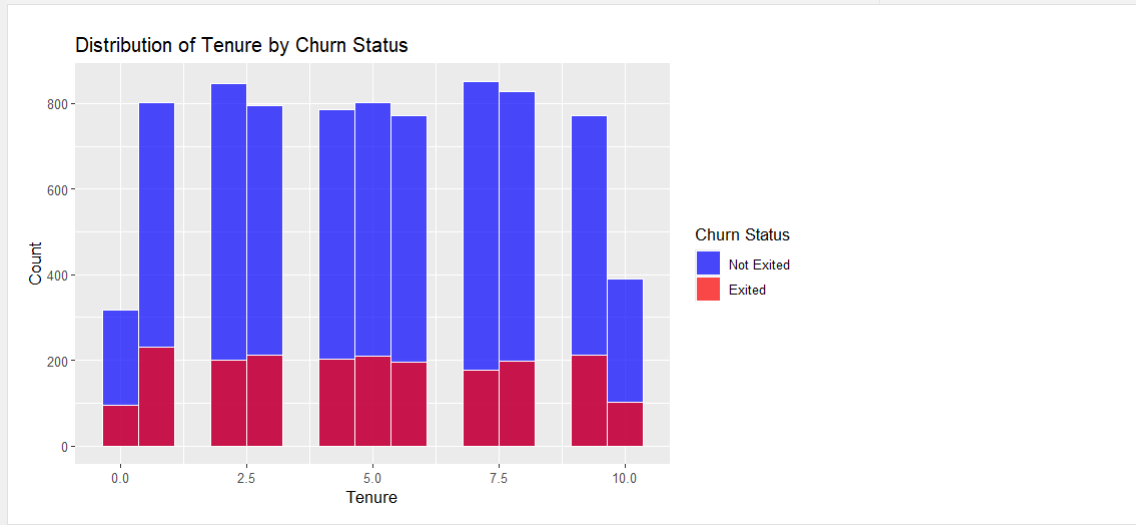 Distribution of Tenure by Churn Status
800
600
400
200
0
Count
0.0 2.5 5.0 7.5 10.0
Tenure
Churn Status
Not Exited
Exited